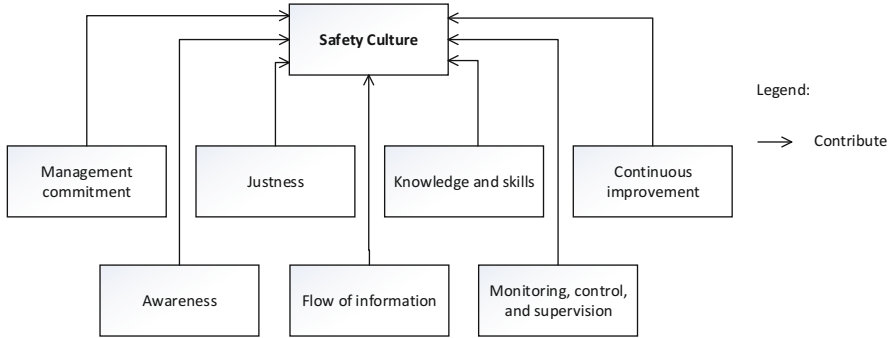 Safety Culture
Legend:
Contribute
Management
commitment
Justness
Knowledge and skills
Continuous
improvement
Awareness
Flow of information
Monitoring, control,
and supervision